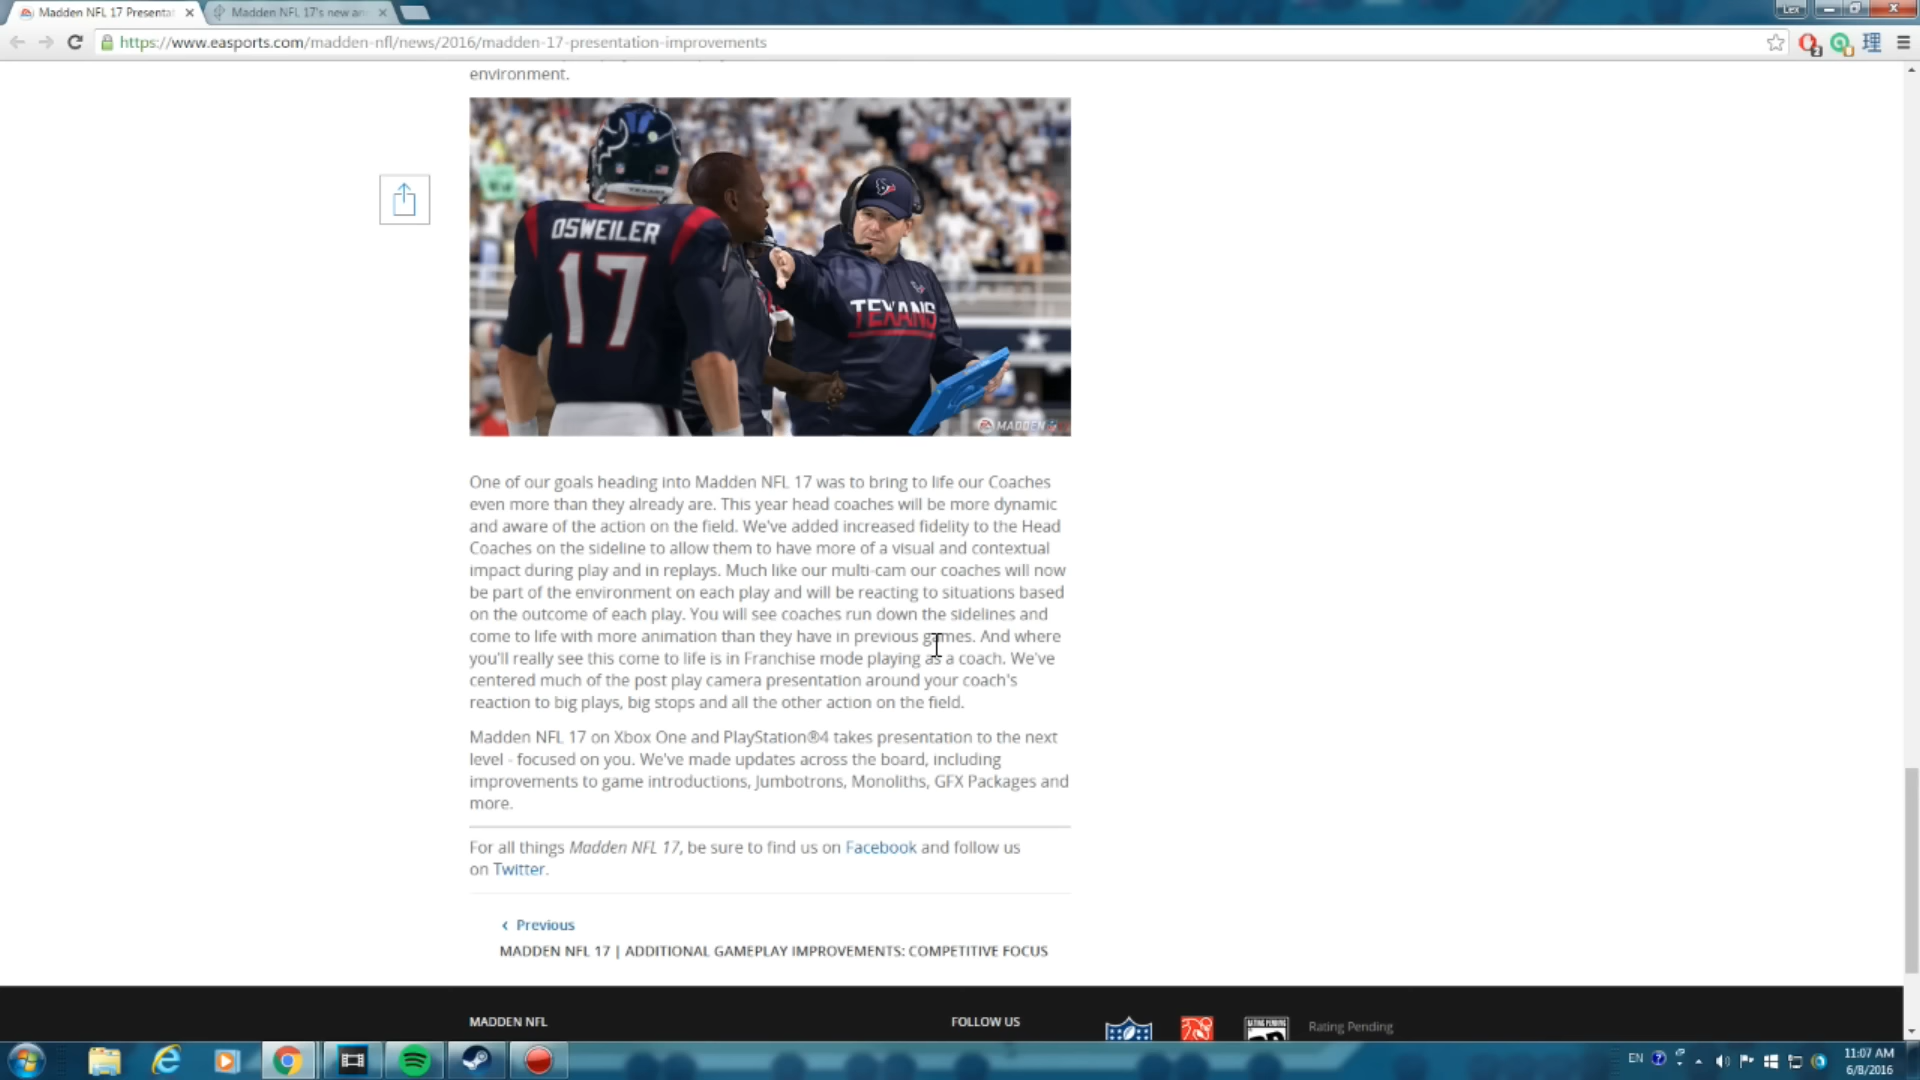 Madden NFL 17 Presenta
Madden NFL 17's new an
Lex
https://www.easports.com/madden-nfl/news/2016/madden-17-presentation-improvements
environment.
OSWEILER
17
TEXANS
MADDEN
One of our goals heading into Madden NFL 17 was to bring to life our Coaches
even more than they already are. This year head coaches will be more dynamic
and aware of the action on the field. We've added increased fidelity to the Head
Coaches on the sideline to allow them to have more of a visual and contextual
impact during play and in replays. Much like our multi-cam our coaches will now
be part of the environment on each play and will be reacting to situations based
on the outcome of each play. You will see coaches run down the sidelines and
come to life with more animation than they have in previous games. And where
you'll really see this come to life is in Franchise mode playing as a coach. We've
centered much of the post play camera presentation around your coach's
reaction to big plays, big stops and all the other action on the field.
Madden NFL 17 on Xbox One and PlayStation®4 takes presentation to the next
level - focused on you. We've made updates across the board, including
improvements to game introductions, Jumbotrons, Monoliths, GFX Packages and
more.
For all things Madden NFL 17, be sure to find us on Facebook and follow us
on Twitter.
‹ Previous
MADDEN NFL 17 | ADDITIONAL GAMEPLAY IMPROVEMENTS: COMPETITIVE FOCUS
MADDEN NFL
FOLLOW US
RATING PENDING
Rating Pending
EN
11:07 AM
6/8/2016